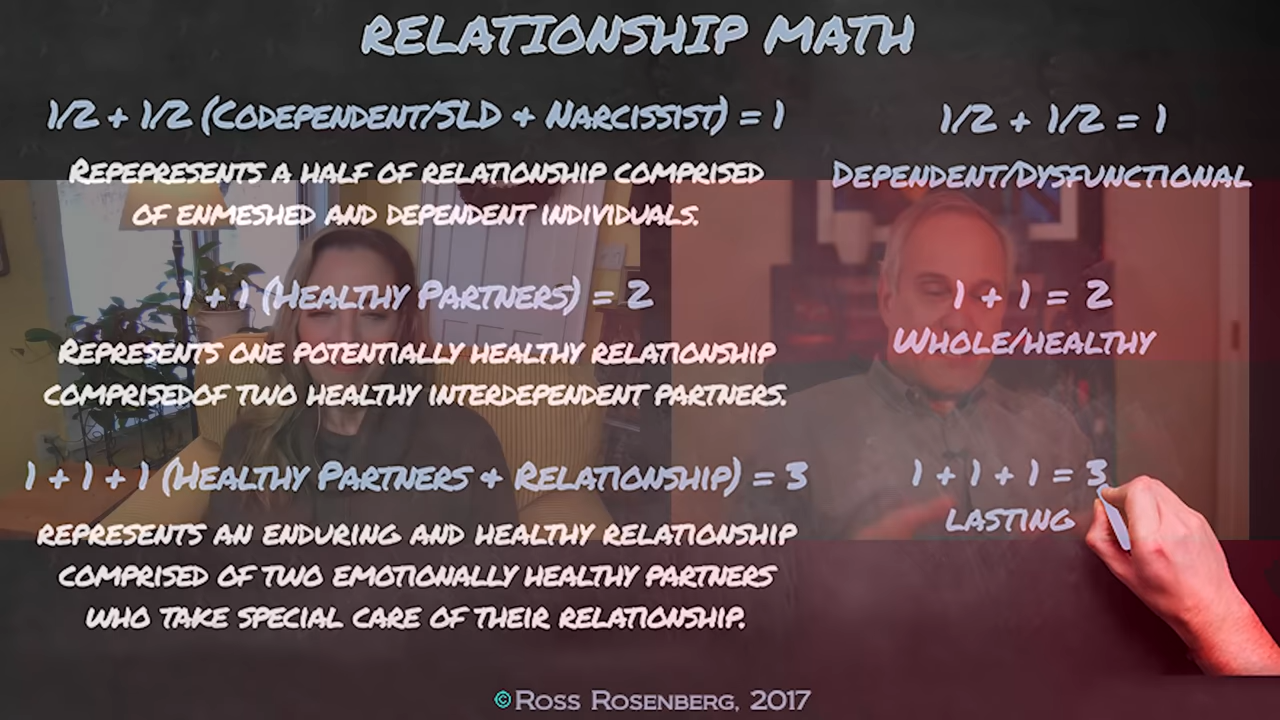 RELATIONSHIP MATH
1/2 + 1/2 (CODEPENDENT/SLD & NARCISSIST) = 1
REPEPRESENTS A HALF OF RELATIONSHIP COMPRISED
OF ENMESHED AND DEPENDENT INDIVIDUALS.
1 + 1 (HEALTHY PARTNERS) = 2
REPRESENTS ONE POTENTIALLY HEALTHY RELATIONSHIP
COMPRISEDOF TWO HEALTHY INTERDEPENDENT PARTNERS.
1 + 1 + 1 (HEALTHY PARTNERS & RELATIONSHIP) = 3
REPRESENTS AN ENDURING AND HEALTHY RELATIONSHIP
COMPRISED OF TWO EMOTIONALLY HEALTHY PARTNERS
WHO TAKE SPECIAL CARE OF THEIR RELATIONSHIP.
1/2 + 1/2 = 1
DEPENDENT/DYSFUNCTIONAL
1 + 1 = 2
WHOLE/HEALTHY
1 + 1 + 1 = 3
LASTING
©ROSS ROSENBERG, 2017